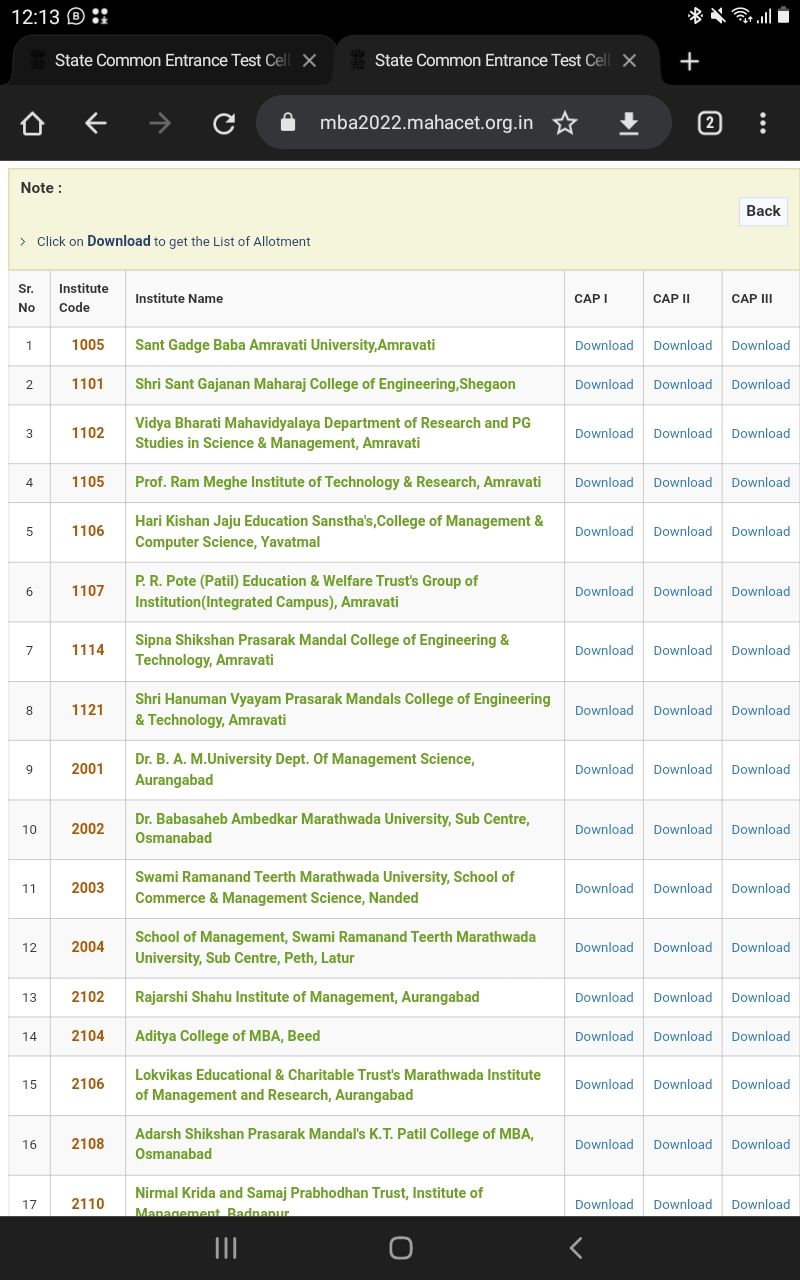 12:13
State Common Entrance Test Cell
State Common Entrance Test Cell
mba2022.mahacet.org.in
2
Note :
Back
Click on Download to get the List of Allotment
Sr. No Institute Code Institute Name CAP I CAP II CAP III
1 1005 Sant Gadge Baba Amravati University,Amravati Download Download Download
2 1101 Shri Sant Gajanan Maharaj College of Engineering,Shegaon Download Download Download
3 1102 Vidya Bharati Mahavidyalaya Department of Research and PG
Studies in Science & Management, Amravati Download Download Download
4 1105 Prof. Ram Meghe Institute of Technology & Research, Amravati Download Download Download
5 1106 Hari Kishan Jaju Education Sanstha's,College of Management &
Computer Science, Yavatmal Download Download Download
6 1107 P. R. Pote (Patil) Education & Welfare Trust's Group of
Institution(Integrated Campus), Amravati Download Download Download
7 1114 Sipna Shikshan Prasarak Mandal College of Engineering &
Technology, Amravati Download Download Download
8 1121 Shri Hanuman Vyayam Prasarak Mandals College of Engineering
& Technology, Amravati Download Download Download
9 2001 Dr. B. A. M.University Dept. Of Management Science,
Aurangabad Download Download Download
10 2002 Dr. Babasaheb Ambedkar Marathwada University, Sub Centre,
Osmanabad Download Download Download
11 2003 Swami Ramanand Teerth Marathwada University, School of
Commerce & Management Science, Nanded Download Download Download
12 2004 School of Management, Swami Ramanand Teerth Marathwada
University, Sub Centre, Peth, Latur Download Download Download
13 2102 Rajarshi Shahu Institute of Management, Aurangabad Download Download Download
14 2104 Aditya College of MBA, Beed Download Download Download
15 2106 Lokvikas Educational & Charitable Trust's Marathwada Institute
of Management and Research, Aurangabad Download Download Download
16 2108 Adarsh Shikshan Prasarak Mandal's K.T. Patil College of MBA,
Osmanabad Download Download Download
17 2110 Nirmal Krida and Samaj Prabhodhan Trust, Institute of
Management, Badnapur Download Download Download